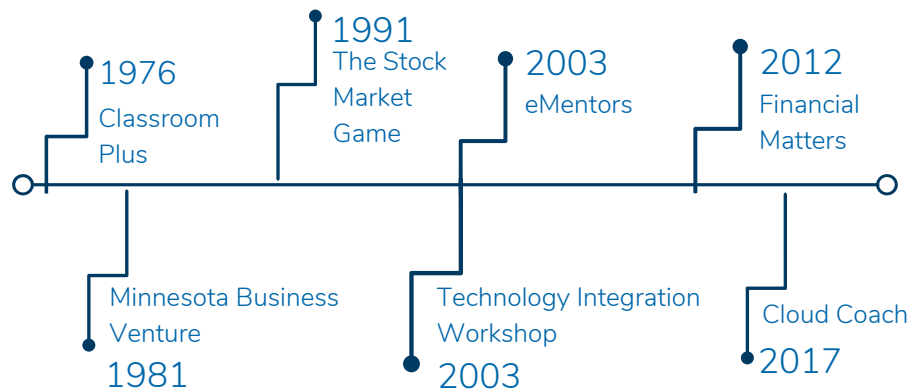 1976
Classroom
Plus
1991
The Stock
Market
Game
2003
eMentors
2012
Financial
Matters
Minnesota Business
Venture
1981
Technology Integration
Workshop
2003
Cloud Coach
2017